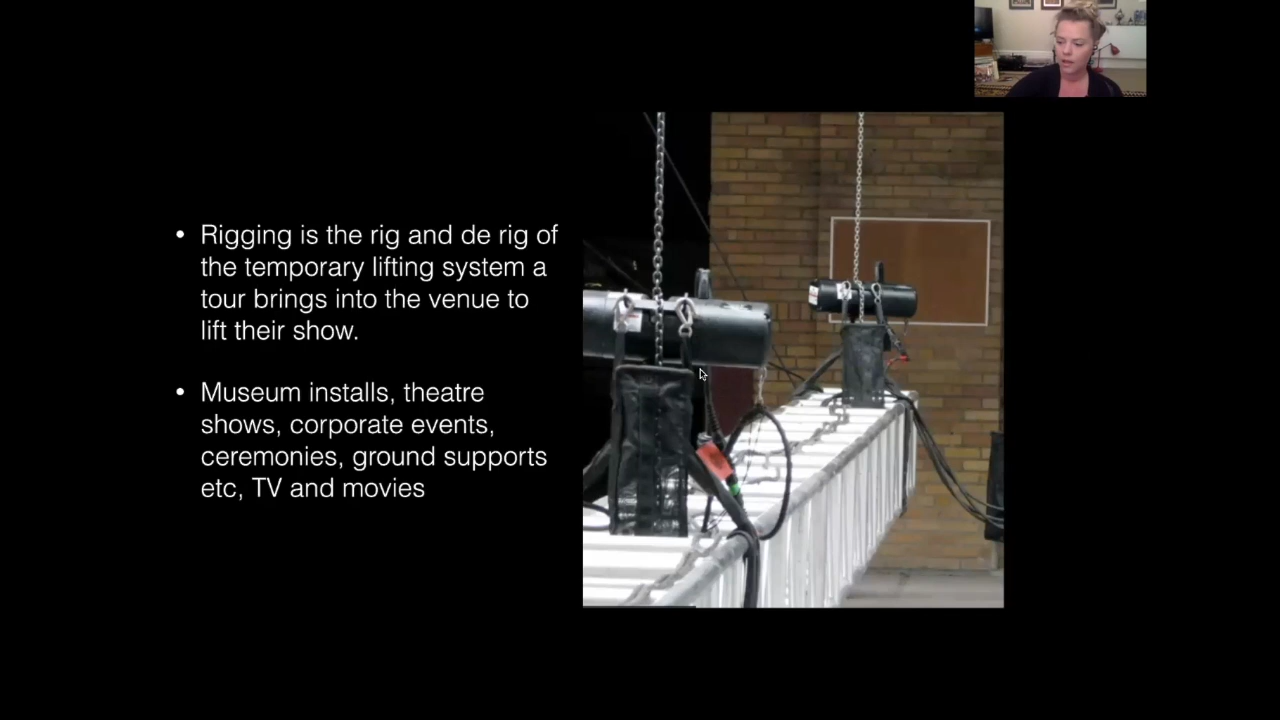 • Rigging is the rig and de rig of
the temporary lifting system a
tour brings into the venue to
lift their show.
• Museum installs, theatre
shows, corporate events,
ceremonies, ground supports
etc, TV and movies